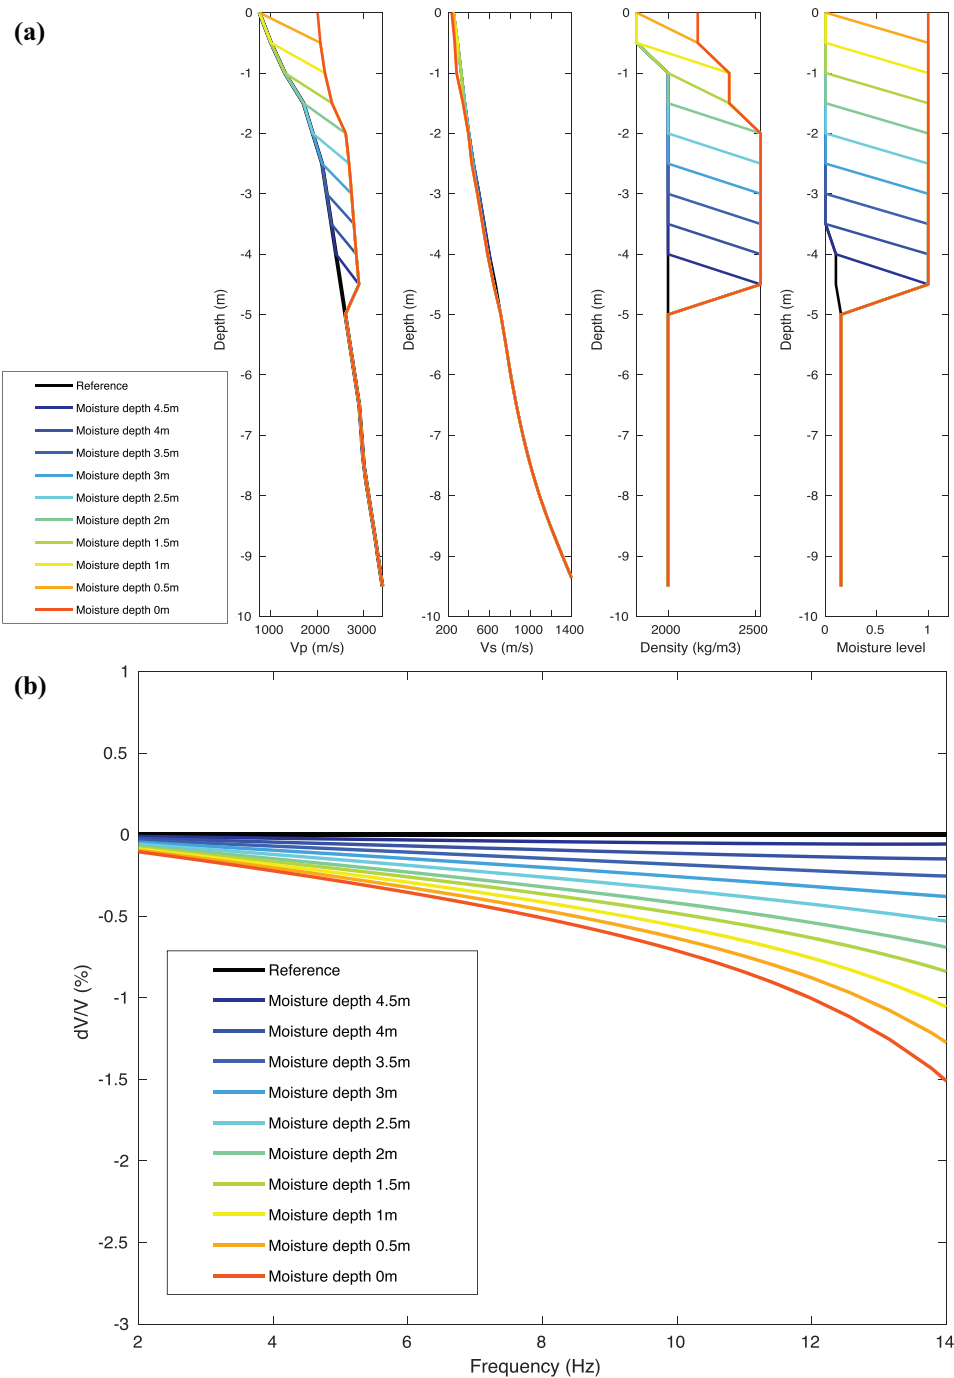 (a)
0
-1
-2
-3
-4
-5
-6
-7
-8
-9
10
1000 2000 3000
Vp (m/s)
Depth (m)
0
-1
-2
-3
-4
-5
-6
-7
-8
-9
-10
200 600 1000 1400
Vs (m/s)
Depth (m)
0
-1
-2
-3
-4
-5
-6
-7
-8
-9
-10
2000 2500
Density (kg/m3)
Depth (m)
0
-1
-2
-3
-4
-5
-6
-7
-8
-9
-10
0 0.5 1
Moisture level
Depth (m)
Reference
Moisture depth 4.5m
Moisture depth 4m
Moisture depth 3.5m
Moisture depth 3m
Moisture depth 2.5m
Moisture depth 2m
Moisture depth 1.5m
Moisture depth 1m
Moisture depth 0.5m
Moisture depth 0m
(b)
1
0.5
0
-0.5
-1
-1.5
-2
-2.5
-3
dV/V (%)
Reference
Moisture depth 4.5m
Moisture depth 4m
Moisture depth 3.5m
Moisture depth 3m
Moisture depth 2.5m
Moisture depth 2m
Moisture depth 1.5m
Moisture depth 1m
Moisture depth 0.5m
Moisture depth 0m
2 4 6 8 10 12 14
Frequency (Hz)